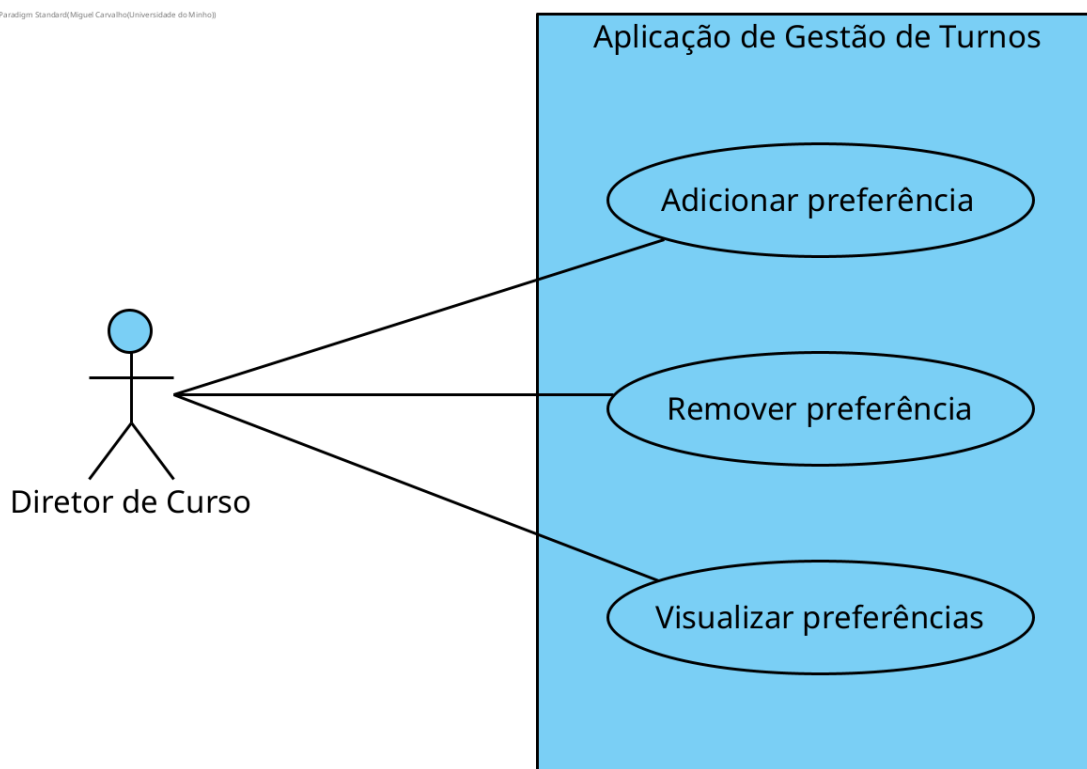 Paradigm Standard(Miguel Carvalho(Universidade do Minho))
Aplicação de Gestão de Turnos
Adicionar preferência
Remover preferência
Diretor de Curso
Visualizar preferências